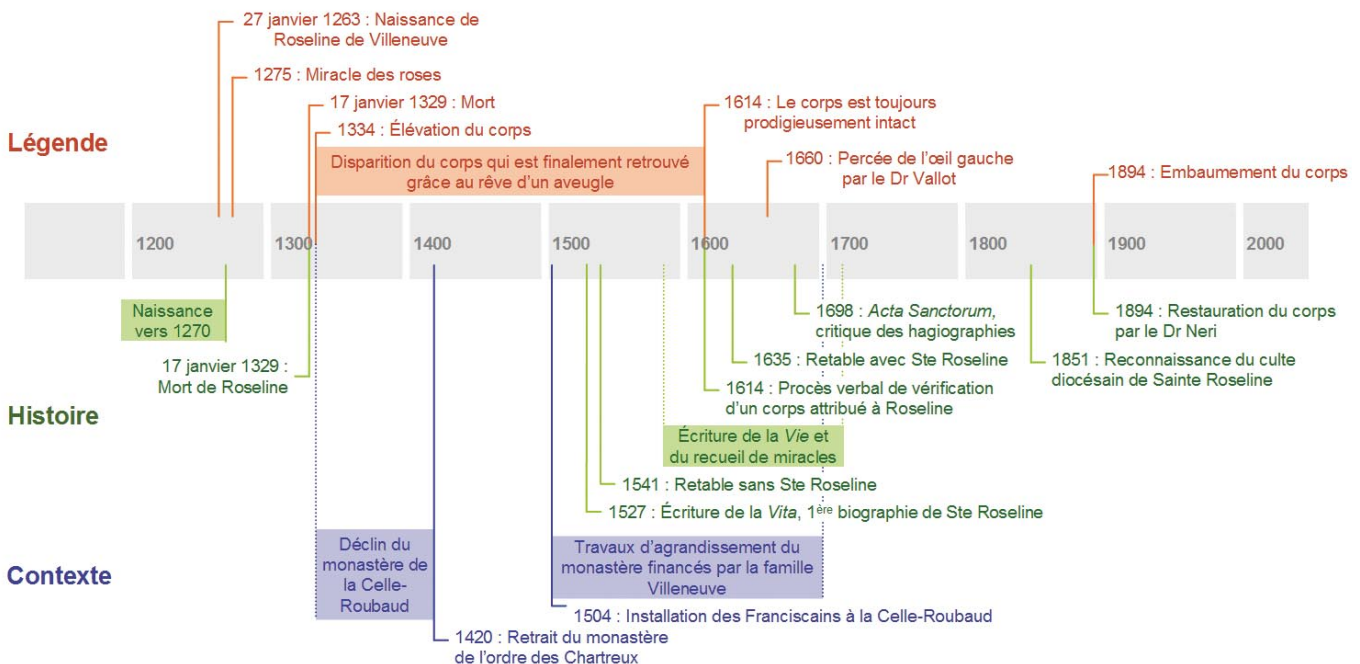 27 janvier 1263 : Naissance de
Roseline de Villeneuve
1275 : Miracle des roses
17 janvier 1329 : Mort
1334 : Élévation du corps
1614 : Le corps est toujours
prodigieusement intact
Légende
Disparition du corps qui est finalement retrouvé
grâce au rêve d'un aveugle
1660 : Percée de l'œil gauche
par le Dr Vallot
1894 : Embaumement du corps
1200
1300
1400
1500
1600
1700
1800
1900
2000
Naissance
vers 1270
17 janvier 1329 :
Mort de Roseline
1698 : Acta Sanctorum,
critique des hagiographies
1894 : Restauration du corps
par le Dr Neri
1635 : Retable avec Ste Roseline
1851 : Reconnaissance du culte
diocésain de Sainte Roseline
1614 : Procès verbal de vérification
d'un corps attribué à Roseline
Histoire
Écriture de la Vie et
du recueil de miracles
1541 : Retable sans Ste Roseline
1527 : Écriture de la Vita, 1ère biographie de Ste Roseline
Contexte
Déclin du
monastère de
la Celle-
Roubaud
Travaux d'agrandissement du
monastère financés par la famille
Villeneuve
1504 : Installation des Franciscains à la Celle-Roubaud
1420 : Retrait du monastère
de l'ordre des Chartreux